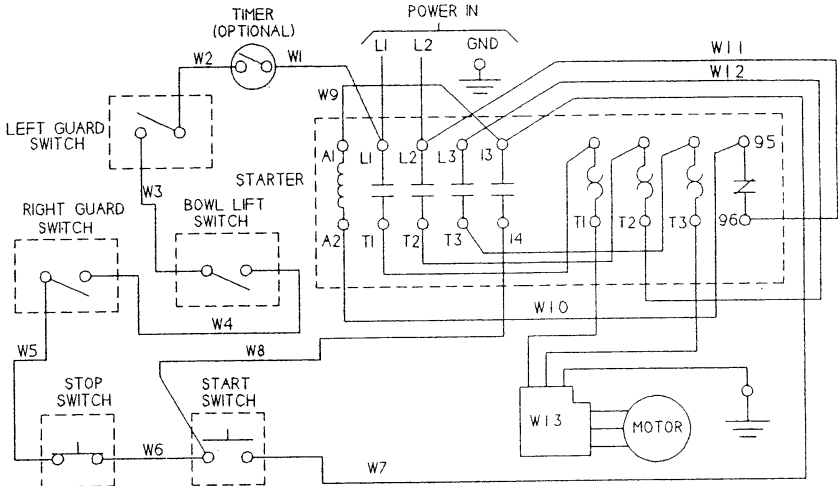 TIMER
(OPTIONAL)
POWER IN
L1
L2
GND
W2
W1
W11
W12
W9
LEFT GUARD
SWITCH
A1
L1
L2
L3
13
95
W3
STARTER
RIGHT GUARD
SWITCH
BOWL LIFT
SWITCH
A2
T1
T2
T3
14
T1
T2
T3
96
W4
W10
W5
W8
STOP
SWITCH
START
SWITCH
W13
MOTOR
W6
W7